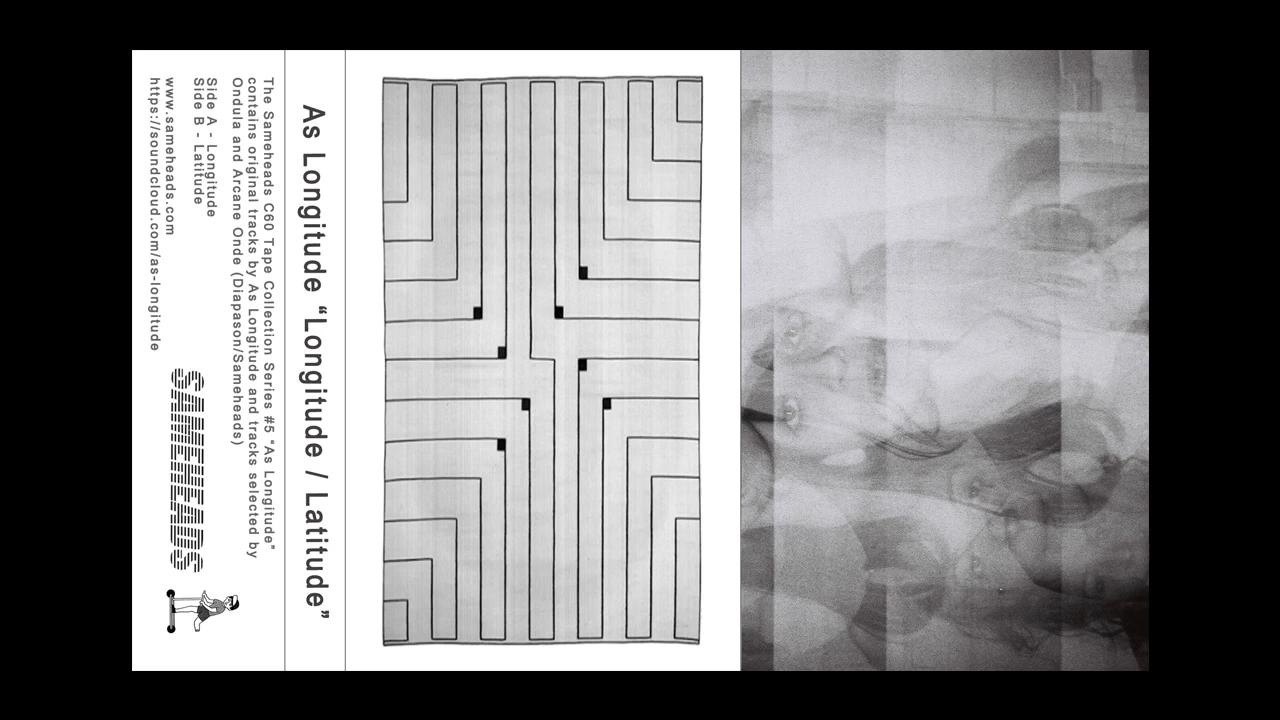 As Longitude “Longitude / Latitude”
The Sameheads C60 Tape Collection Series #5 "As Longitude"
contains original tracks by As Longitude and tracks selected by
Ondula and Arcane Onde (Diapason/Sameheads)
Side A - Longitude
Side B - Latitude
www.sameheads.com
https://soundcloud.com/as-longitude
SAMEHEADS